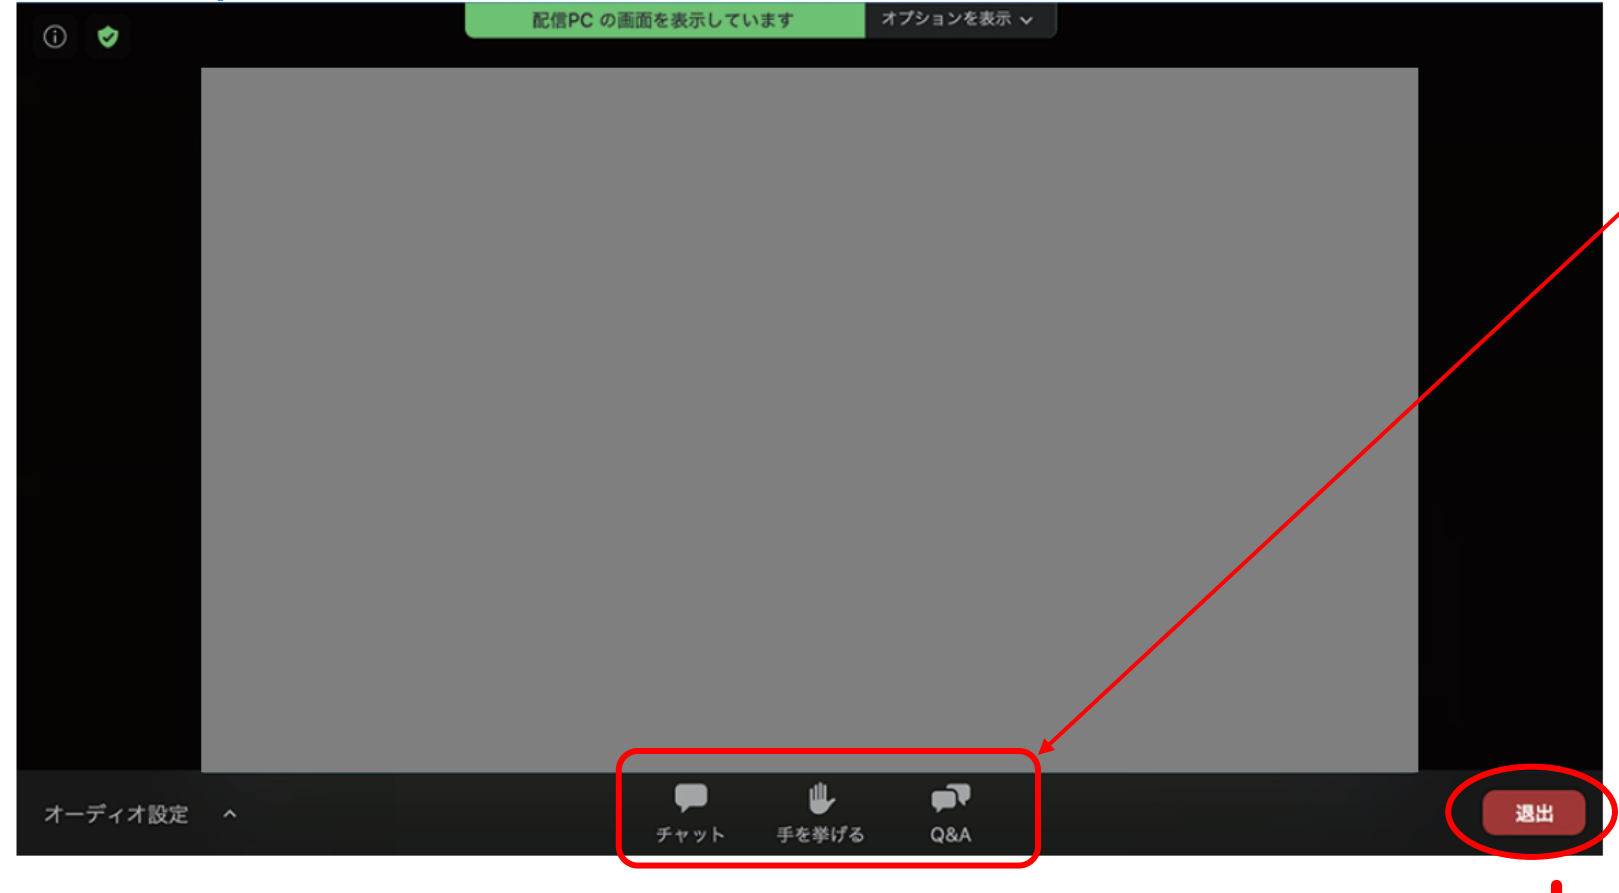 配信PC の画面を表示しています
オプションを表示
オーディオ設定
チャット
手を挙げる
Q&A
退出